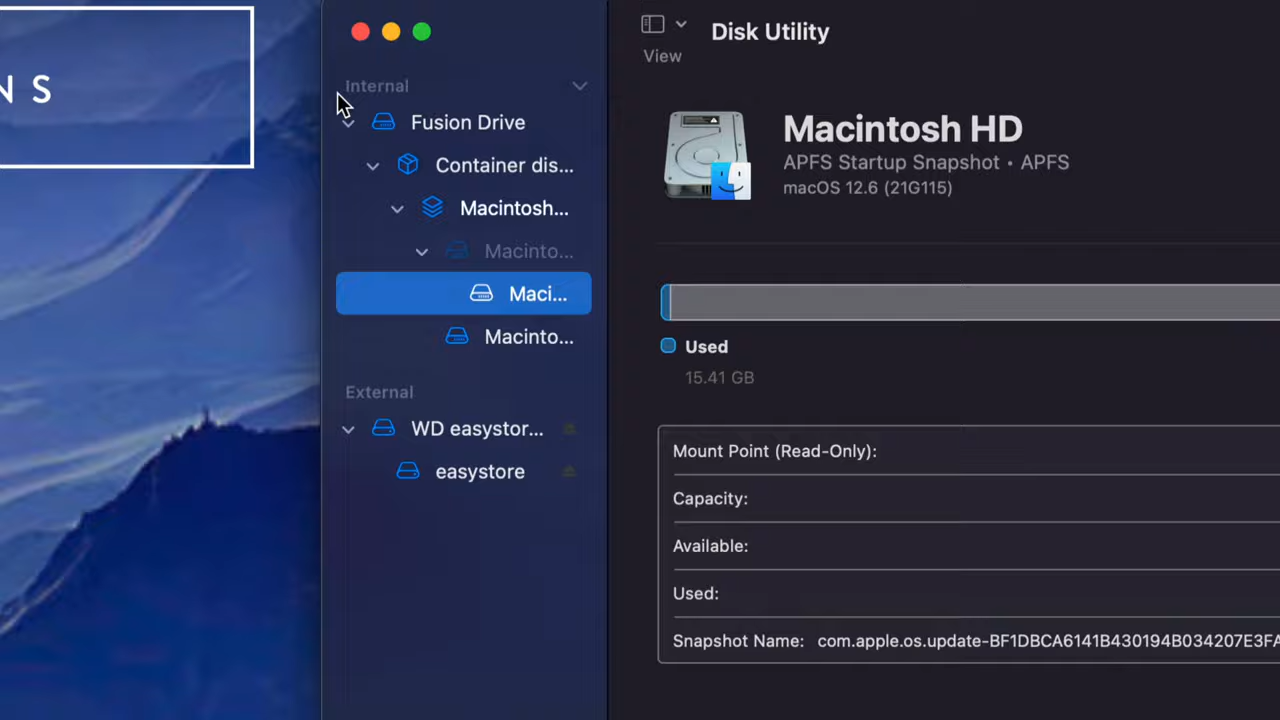 N S
Internal
Fusion Drive
Container dis...
Macintosh...
Macinto...
Maci...
Macinto...
External
WD easystor...
easystore
View
Disk Utility
Macintosh HD
APFS Startup Snapshot • APFS
macOS 12.6 (21G115)
Used
15.41 GB
Mount Point (Read-Only):
Capacity:
Available:
Used:
Snapshot Name: com.apple.os.update-BF1DBCA6141B430194B034207E3FA